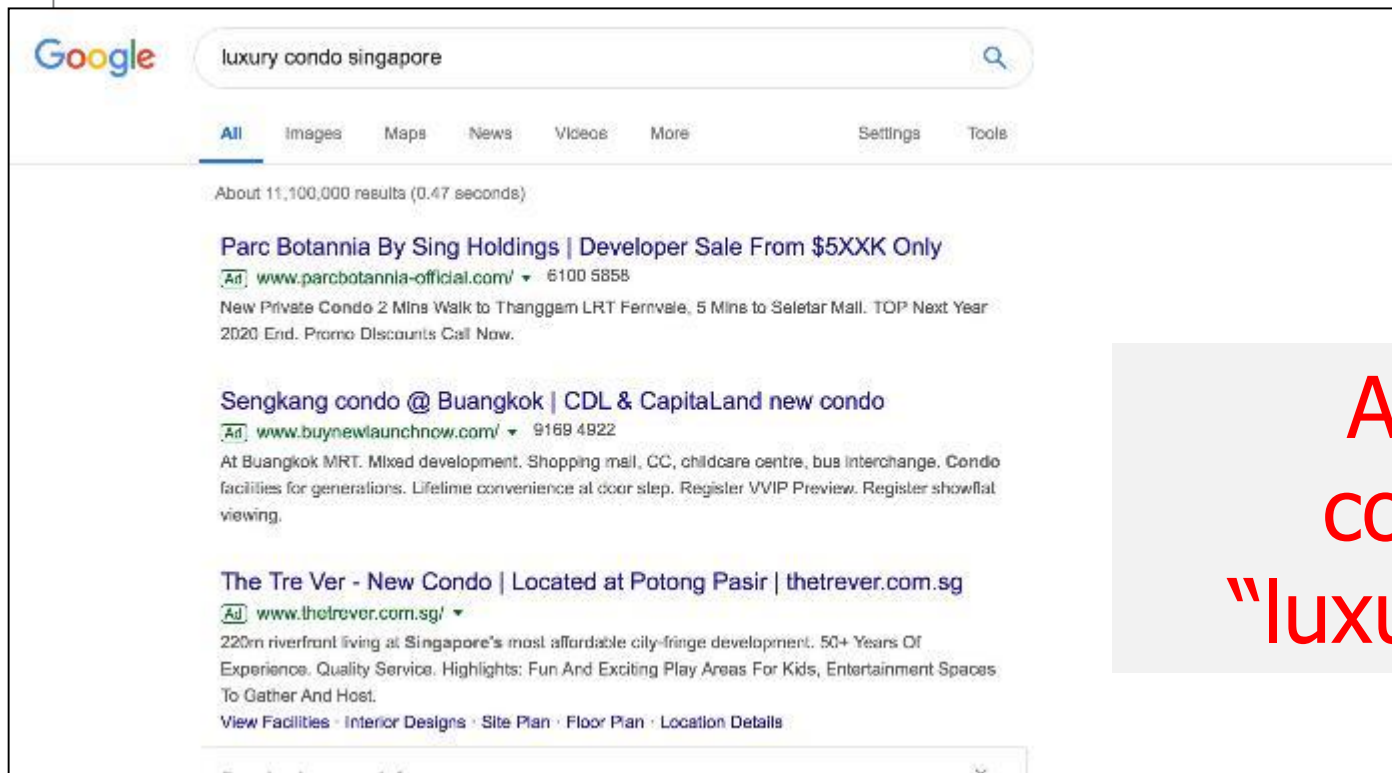 Google
luxury condo singapore
All Images Maps News Videos More Settings Tools
About 11,100,000 results (0.47 seconds)
Parc Botannia By Sing Holdings | Developer Sale From $5XXK Only
Ad www.parcbotannia-official.com/ 6100 5858
New Private Condo 2 Mins Walk to Thanggam LRT Fernvale, 5 Mins to Seletar Mall. TOP Next Year
2020 End. Promo Discounts Call Now.
Sengkang condo @ Buangkok | CDL & CapitaLand new condo
Ad www.buynewlaunchnow.com/ 9169 4922
At Buangkok MRT. Mixed development. Shopping mall, CC, childcare centre, bus interchange. Condo
facilities for generations. Lifetime convenience at door step. Register VVIP Preview. Register showflat
viewing.
The Tre Ver - New Condo | Located at Potong Pasir | thetrever.com.sg
Ad www.thetrever.com.sg/
220m riverfront living at Singapore's most affordable city-fringe development. 50+ Years Of
Experience. Quality Service. Highlights: Fun And Exciting Play Areas For Kids, Entertainment Spaces
To Gather And Host.
View Facilities · Interior Designs · Site Plan · Floor Plan · Location Details